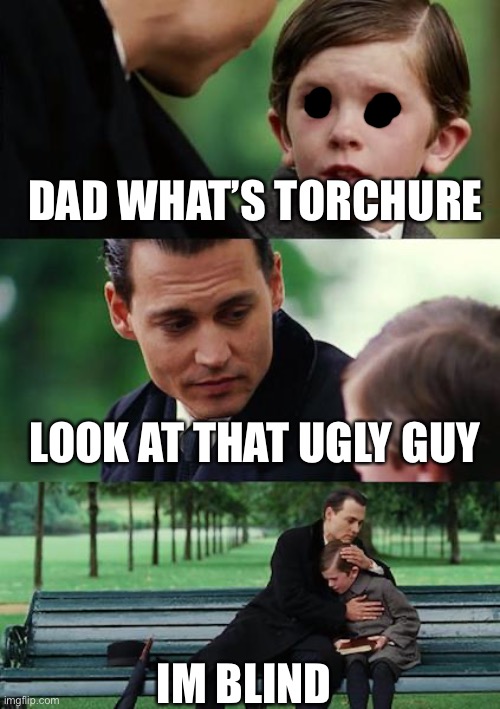 DAD WHAT'S TORCHURE
LOOK AT THAT UGLY GUY
IM BLIND
imgflip.com